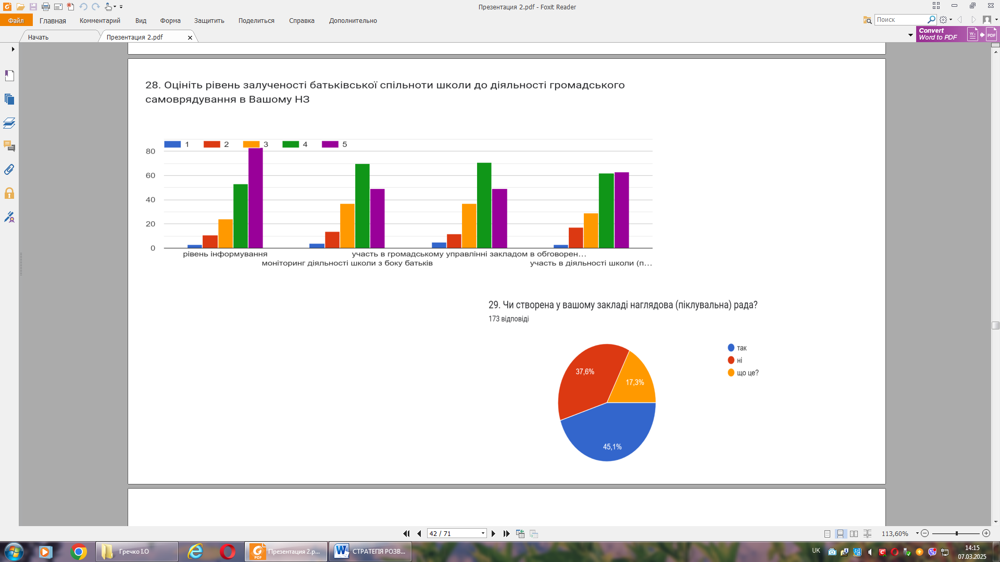 Презентация 2.pdf - Foxit Reader
Файл Главная Комментарий Вид Форма Защитить Поделиться Справка Дополнительно
Поиск
Начать Презентация 2.pdf
Convert
Word to PDF
PDF
28. Оцініть рівень залученості батьківської спільноти школи до діяльності громадського
самоврядування в Вашому НЗ
1 2 3 4 5
80
60
40
20
0
рівень інформування участь в громадському управлінні закладом в обговорен…
моніторинг діяльності школи з боку батьків участь в діяльності школи (п…
29. Чи створена у вашому закладі наглядова (піклувальна) рада?
173 відповіді
так
ні
що це?
37,6%
17,3%
45,1%
42 / 71
113,60%
Гречко І.О
Презентация 2.p...
СТРАТЕГІЯ РОЗВ...
UK
14:15
07.03.2025